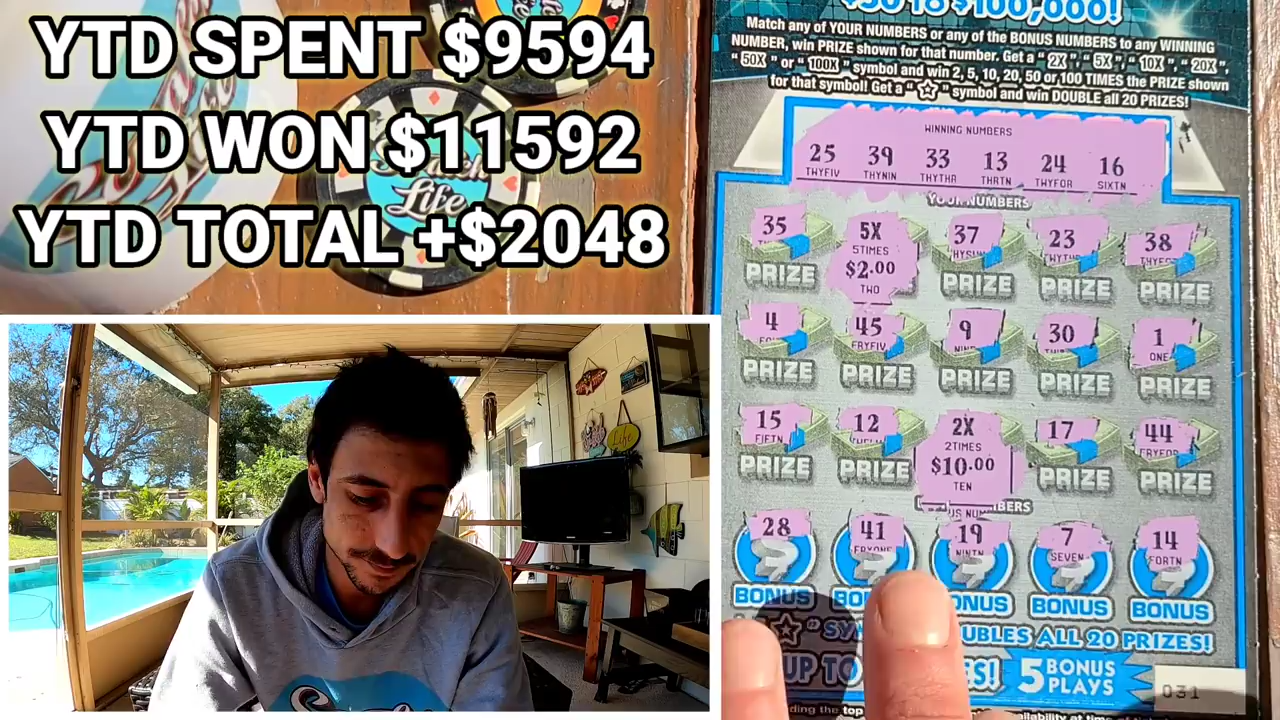 YTD SPENT $9594
YTD WON $11592
YTD TOTAL +$2048
Life
Life
$50 TO $100,000!
Match any of YOUR NUMBERS or any of the BONUS NUMBERS to any WINNING
NUMBER, win PRIZE shown for that number. Get a "2X", "5X", "10X", "20X",
"50X" or "100X" symbol and win 2, 5, 10, 20, 50 or 100 TIMES the PRIZE shown
for that symbol! Get a "☆" symbol and win DOUBLE all 20 PRIZES!
WINNING NUMBERS
25 39 33 13 24 16
THYFIV THYNIN THYTHR THRTN TWYFOR SIXTN
YOUR NUMBERS
35 5X 37 23 38
5TIMES
$2.00
TWO
PRIZE PRIZE PRIZE PRIZE
4 45 9 30 1
FRYFIV ONE
PRIZE PRIZE PRIZE PRIZE PRIZE
15 12 2X 17 44
FIFTN 2TIMES FRYFOR
$10.00
TEN
PRIZE PRIZE PRIZE PRIZE
28 41 19 7 14
FRYONE NINTN SEVEN FORTN
BONUS BONUS BONUS BONUS
DOUBLES ALL 20 PRIZES!
UP TO
5 BONUS
PLAYS
031